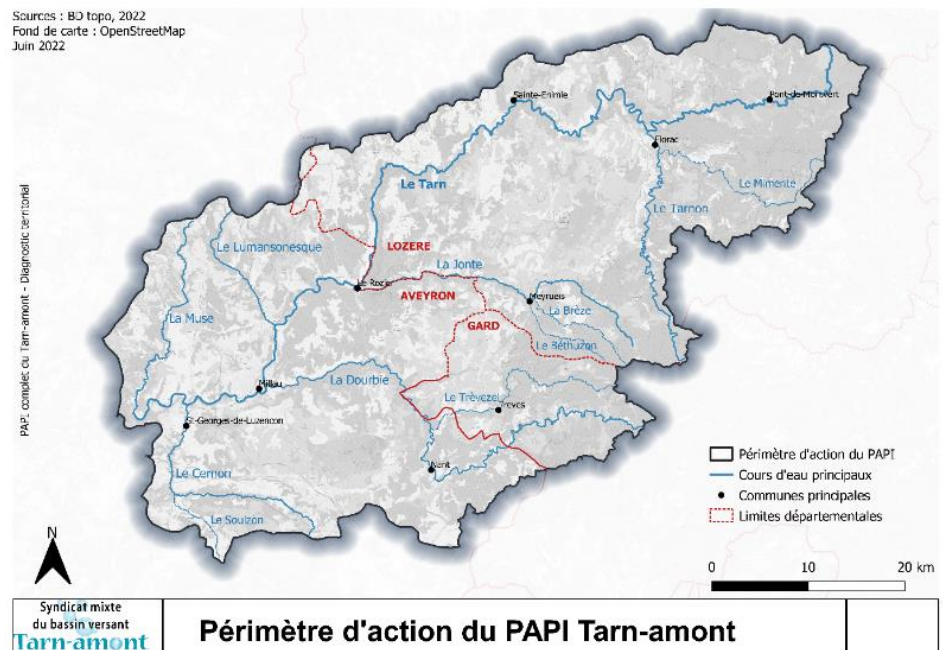 Sources : BD topo, 2022
Fond de carte : OpenStreetMap
Juin 2022
PAPI complet du Tarn-amont - Diagnostic territorial
Sainte-Enimie
Pont-de-Montvert
Florac
Le Mimente
Le Tarn
Le Tarnon
Le Lumansonesque
LOZERE
La Jonte
Le Rozier
AVEYRON
Meyrueis
La Brèze
La Muse
GARD
Le Béthuzon
La Dourbie
Millau
Le Trévezel
Trèves
St-Georges-de-Luzencon
Nant
Le Cernon
Le Soulzon
Périmètre d'action du PAPI
Cours d'eau principaux
Communes principales
Limites départementales
N
0 10 20 km
Syndicat mixte
du bassin versant
Tarn-amont
Périmètre d'action du PAPI Tarn-amont